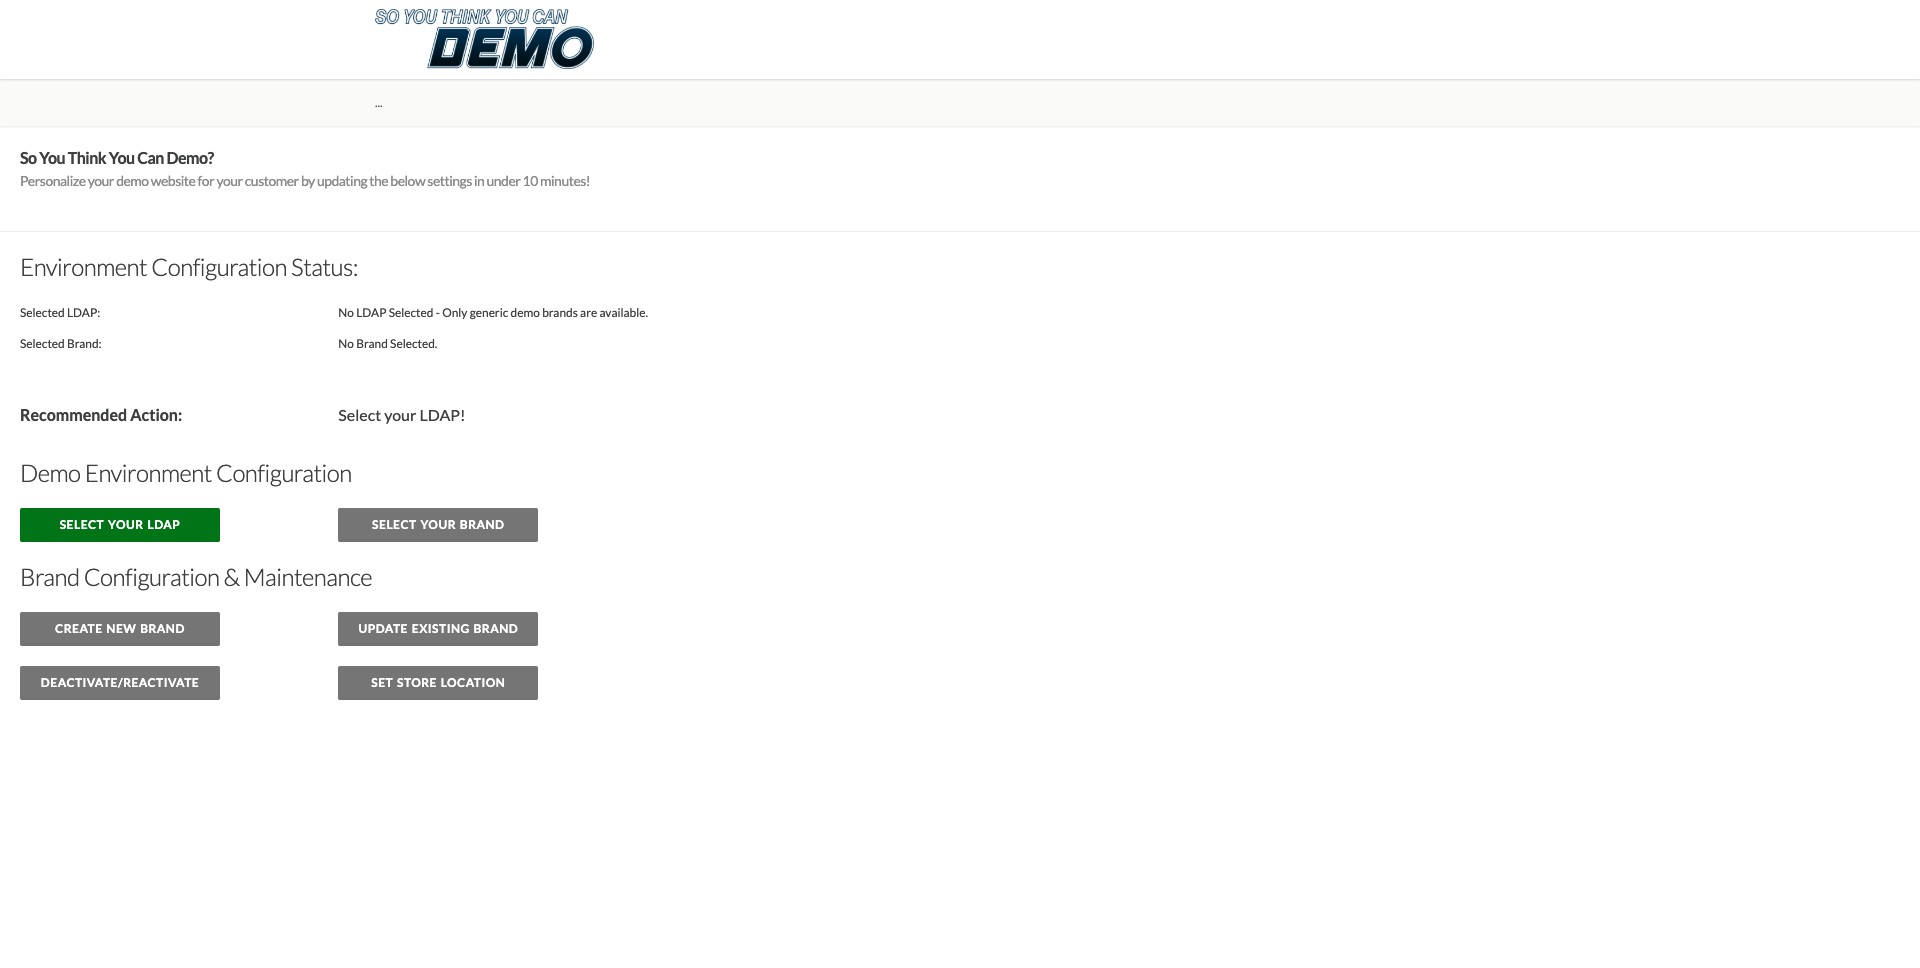 SO YOU THINK YOU CAN
DEMO
...
So You Think You Can Demo?
Personalize your demo website for your customer by updating the below settings in under 10 minutes!
Environment Configuration Status:
Selected LDAP: No LDAP Selected - Only generic demo brands are available.
Selected Brand: No Brand Selected.
Recommended Action: Select your LDAP!
Demo Environment Configuration
SELECT YOUR LDAP SELECT YOUR BRAND
Brand Configuration & Maintenance
CREATE NEW BRAND UPDATE EXISTING BRAND
DEACTIVATE/REACTIVATE SET STORE LOCATION